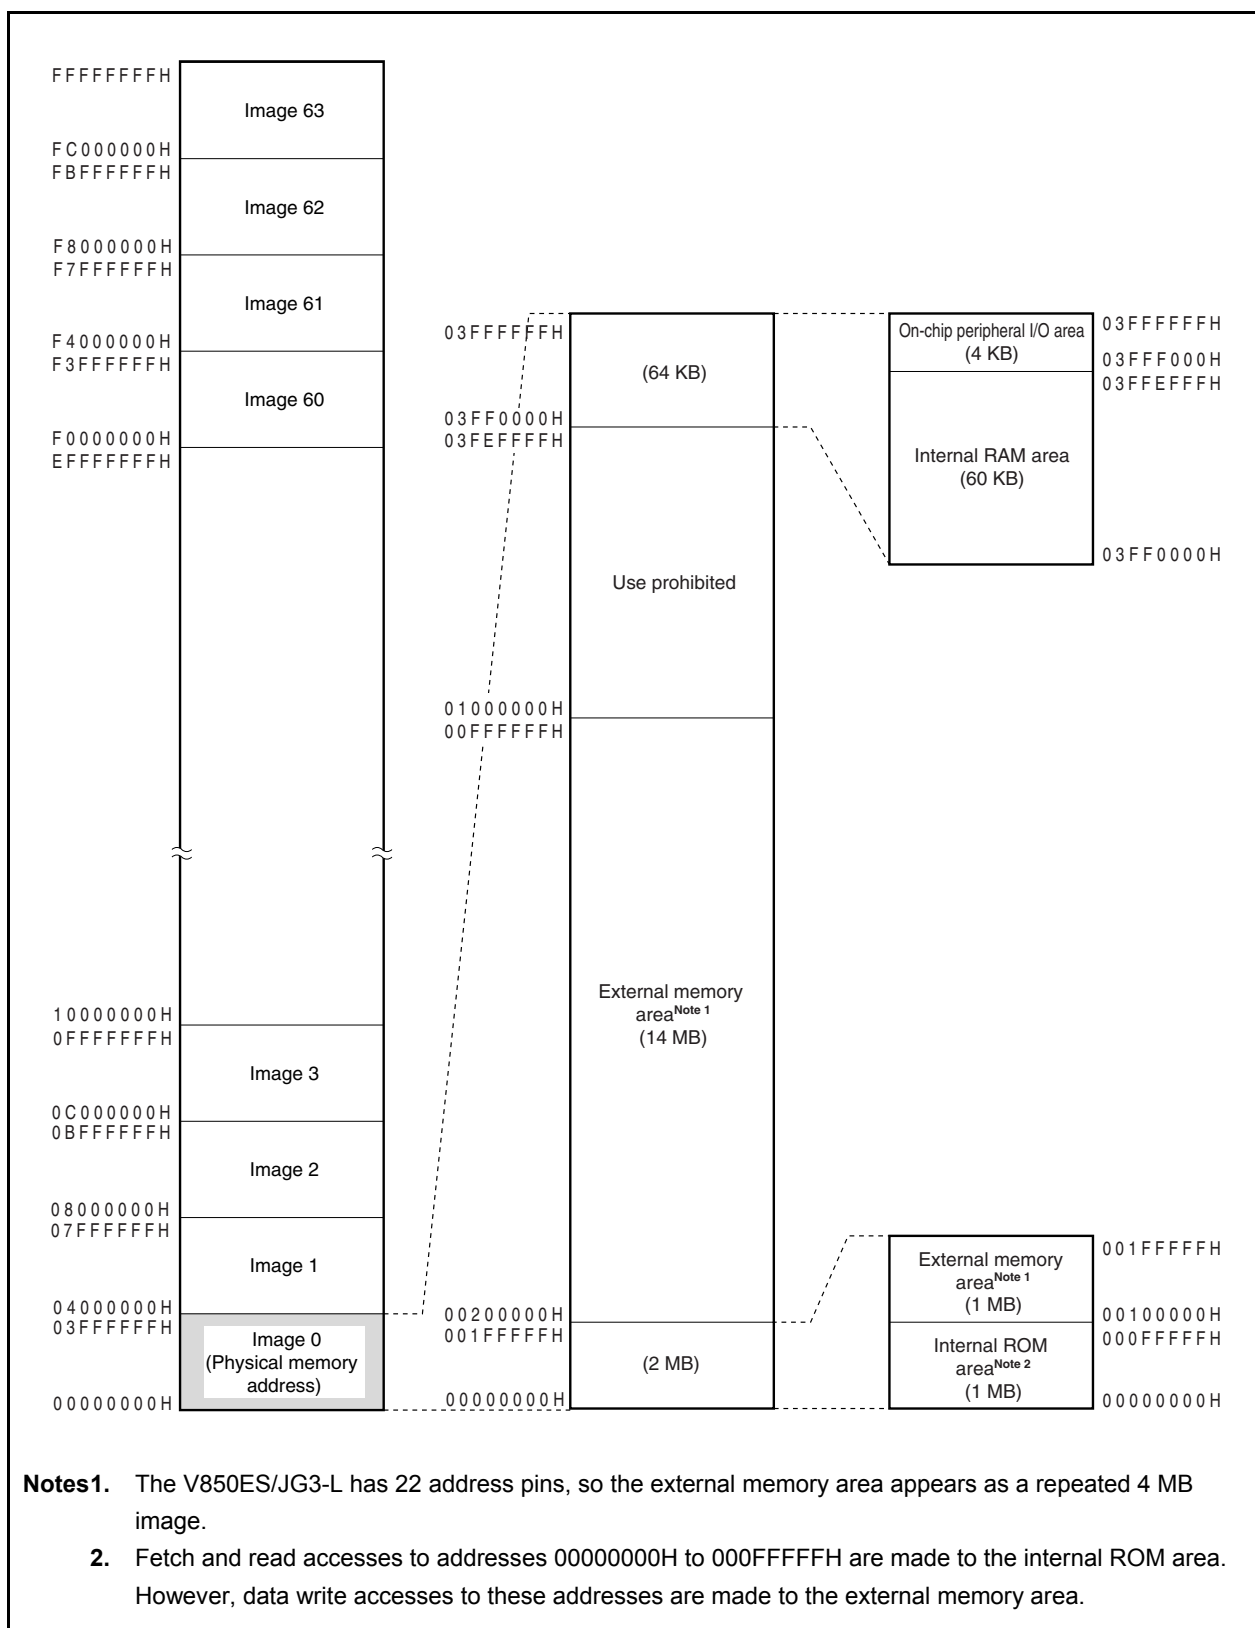 FFFFFFFFH
Image 63
FC000000H
FBFFFFFFH
Image 62
F8000000H
F7FFFFFFH
Image 61
F4000000H
F3FFFFFFH
Image 60
F0000000H
EFFFFFFFH
10000000H
0FFFFFFFH
Image 3
0C000000H
0BFFFFFFH
Image 2
08000000H
07FFFFFFH
Image 1
04000000H
03FFFFFFH
Image 0
(Physical memory
address)
00000000H
03FFFFFFH
(64 KB)
03FF0000H
03FEFFFFH
Use prohibited
01000000H
00FFFFFFH
External memory
areaNote 1
(14 MB)
00200000H
001FFFFFH
(2 MB)
00000000H
On-chip peripheral I/O area
(4 KB)
03FFFFFFH
03FFF000H
03FFEFFFH
Internal RAM area
(60 KB)
03FF0000H
External memory
areaNote 1
(1 MB)
001FFFFFH
00100000H
000FFFFFH
Internal ROM
areaNote 2
(1 MB)
00000000H
Notes1. The V850ES/JG3-L has 22 address pins, so the external memory area appears as a repeated 4 MB
image.
2. Fetch and read accesses to addresses 00000000H to 000FFFFFH are made to the internal ROM area.
However, data write accesses to these addresses are made to the external memory area.